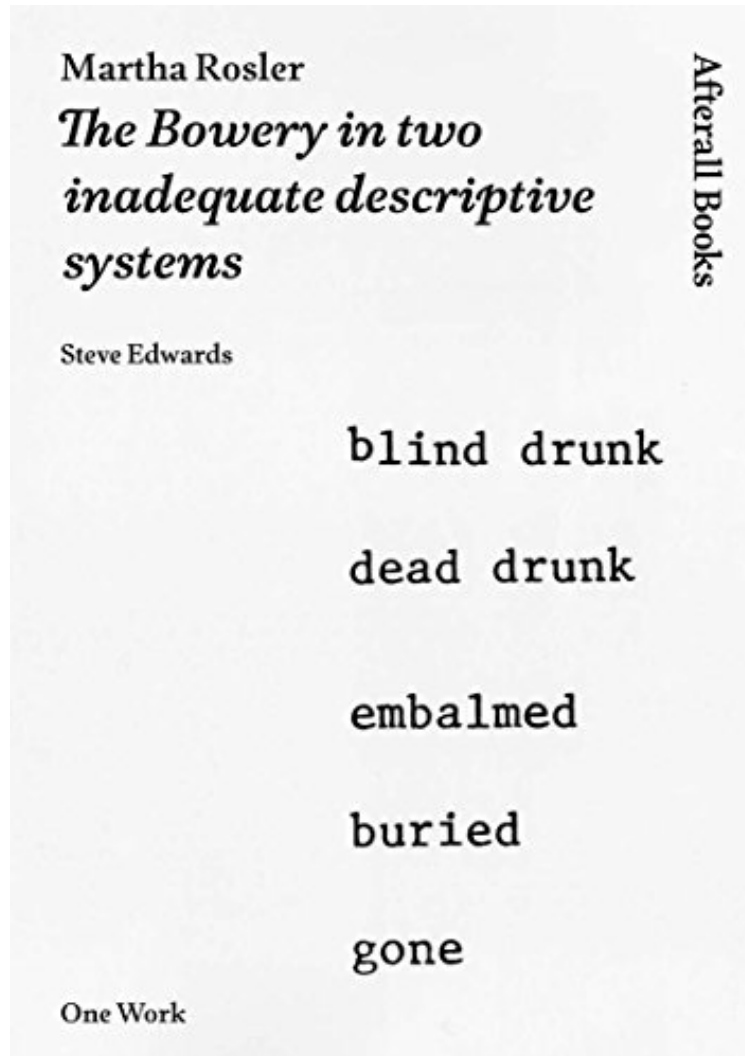 Martha Rosler
The Bowery in two
inadequate descriptive
systems
Afterall Books
Steve Edwards
blind drunk
dead drunk
embalmed
buried
gone
One Work